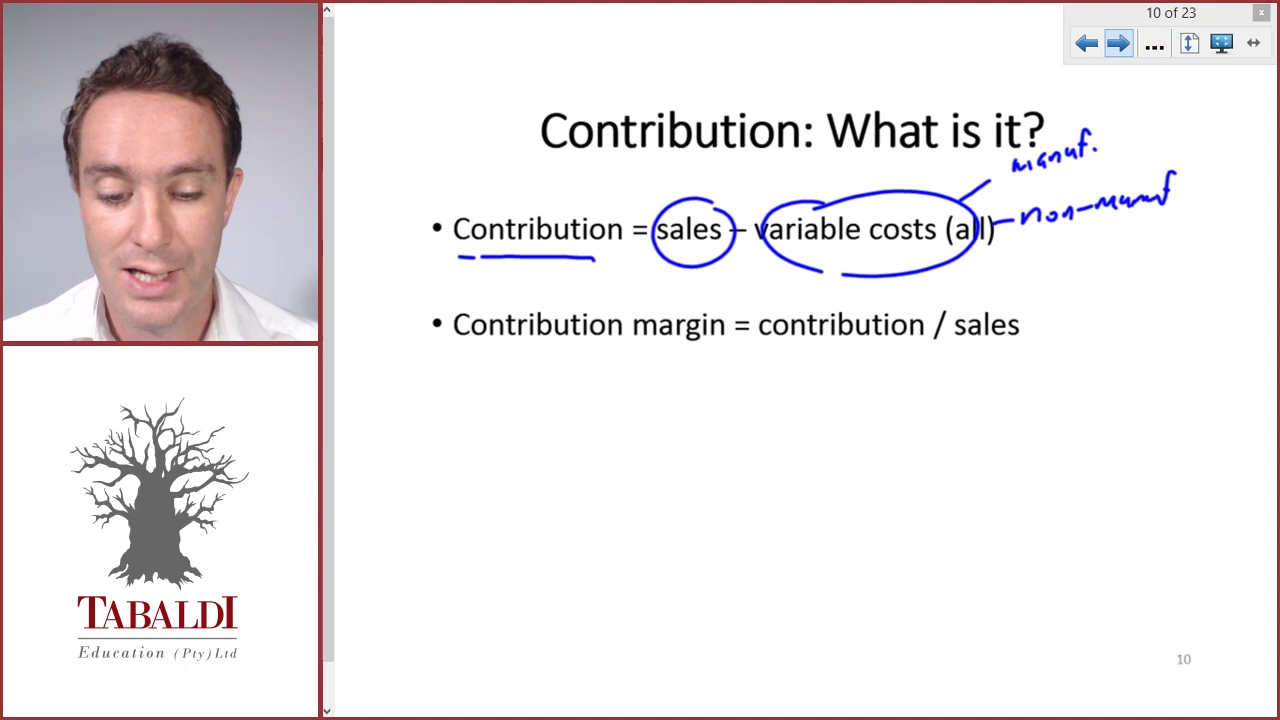 10 of 23
Contribution: What is it?
manuf.
• Contribution = sales – variable costs (all)
non-manuf
• Contribution margin = contribution / sales
10
TABALDI
Education (Pty) Ltd